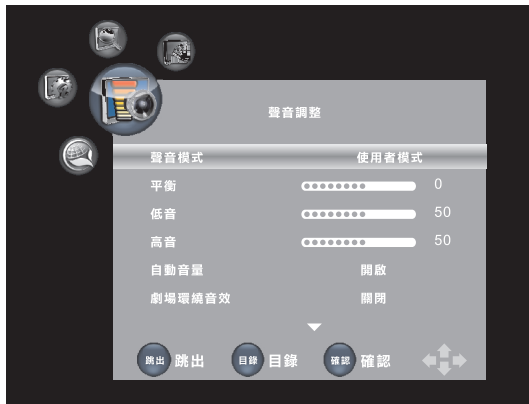 聲音調整
聲音模式 使用者模式
平衡 0
低音 50
高音 50
自動音量 開啟
劇場環繞音效 關閉
跳出 跳出 目錄 目錄 確認 確認